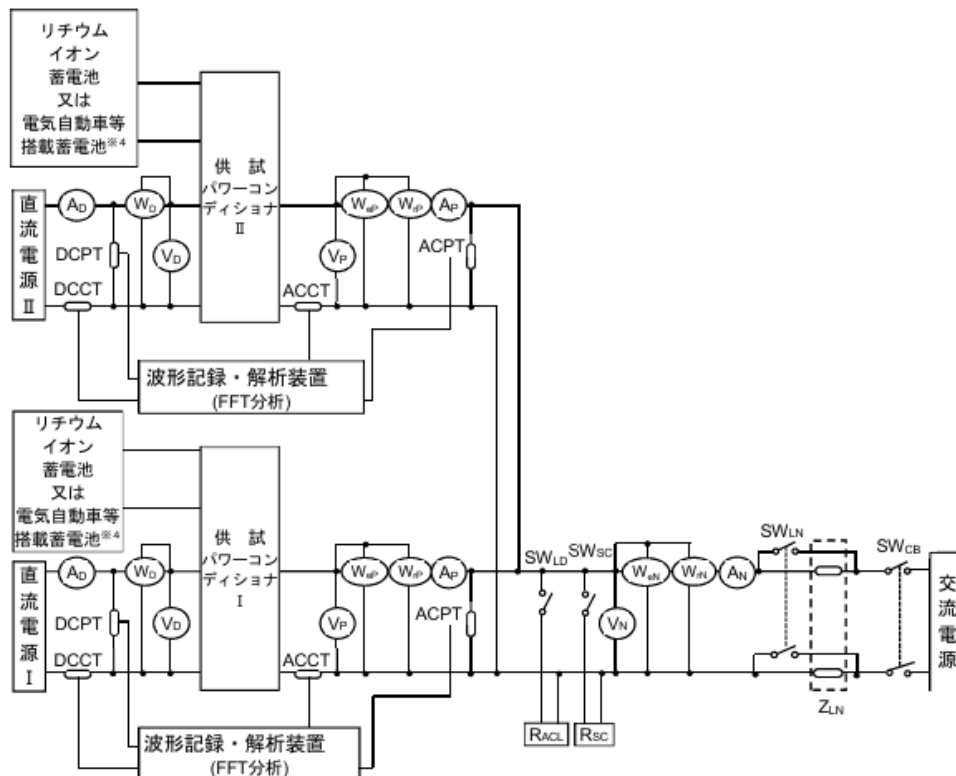 リチウム
イオン
蓄電池
又は
電気自動車等
搭載蓄電池※4
供 試
パワーコン
ディショナ
II
直流電源II
AD
WD
VD
DCPT
DCCT
WeP
WrP
AP
VP
ACPT
ACCT
波形記録・解析装置
(FFT分析)
リチウム
イオン
蓄電池
又は
電気自動車等
搭載蓄電池※4
供 試
パワーコン
ディショナ
I
直流電源I
AD
WD
VD
DCPT
DCCT
WeP
WrP
AP
VP
ACPT
ACCT
波形記録・解析装置
(FFT分析)
SWLD
SWSC
WeN
WrN
AN
VN
SWLN
SWCB
ZLN
交流電源
RACL
RSC